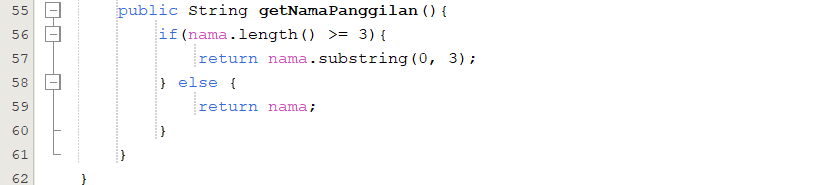 55 public String getNamaPanggilan(){
56 if(nama.length() >= 3){
57 return nama.substring(0, 3);
58 } else {
59 return nama;
60 }
61 }
62 }